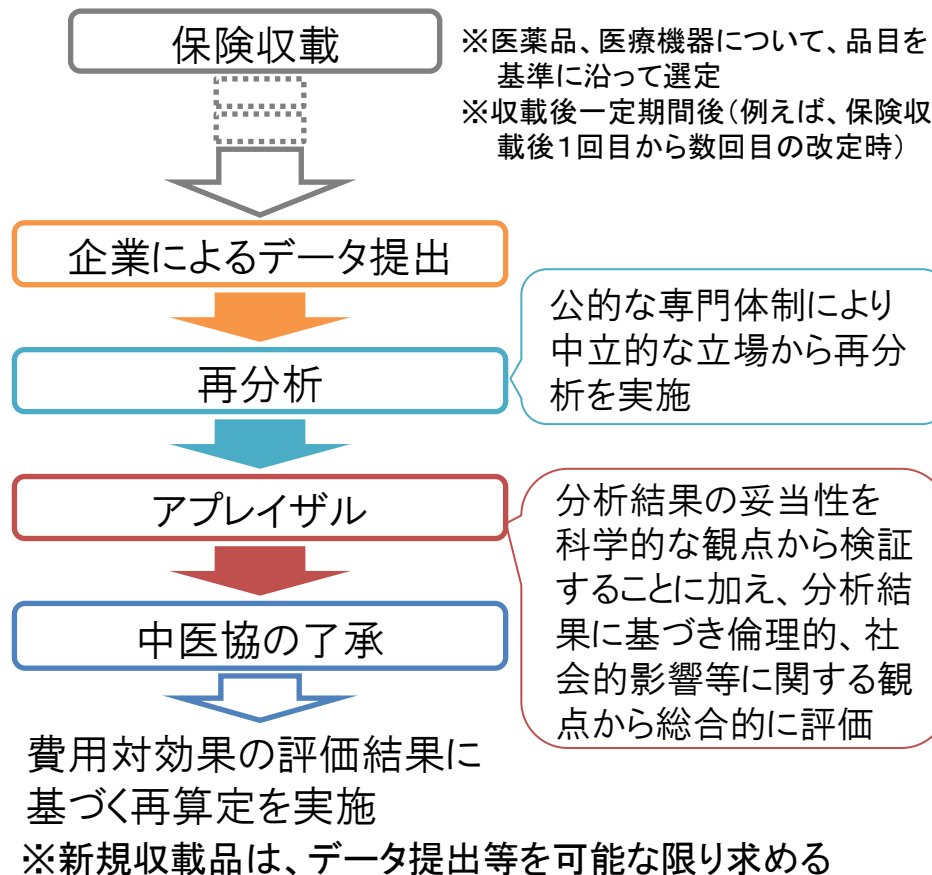 保険収載
※医薬品、医療機器について、品目を
基準に沿って選定
※収載後一定期間後(例えば、保険収
載後1回目から数回目の改定時)
企業によるデータ提出
再分析
公的な専門体制により
中立的な立場から再分
析を実施
アプレイザル
分析結果の妥当性を
科学的な観点から検証
することに加え、分析結
果に基づき倫理的、社
会的影響等に関する観
点から総合的に評価
中医協の了承
費用対効果の評価結果に
基づく再算定を実施
※新規収載品は、データ提出等を可能な限り求める